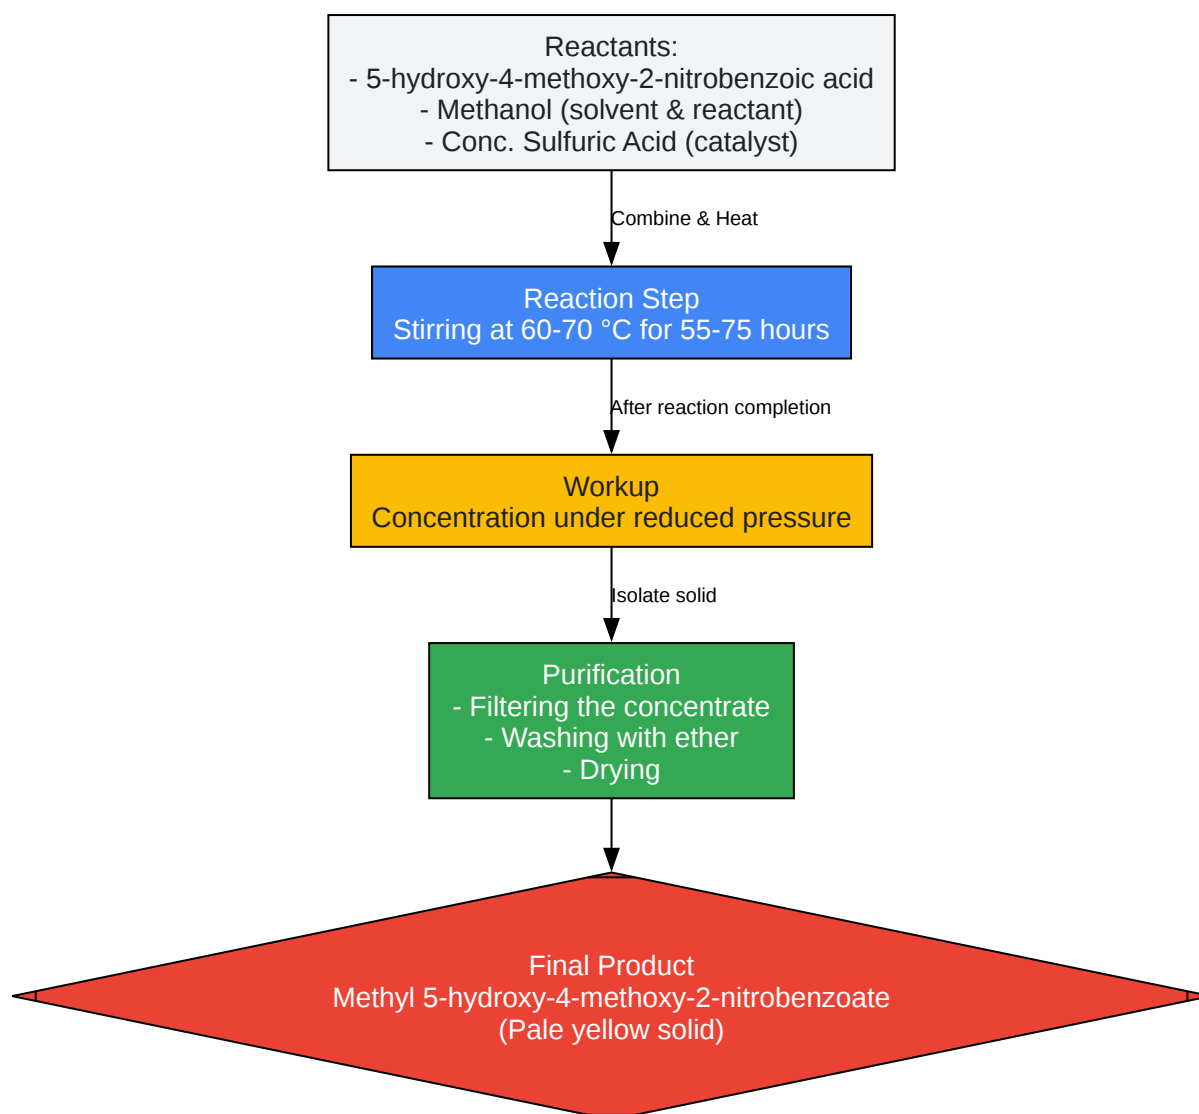 Reactants:
- 5-hydroxy-4-methoxy-2-nitrobenzoic acid
- Methanol (solvent & reactant)
- Conc. Sulfuric Acid (catalyst)
Combine & Heat
Reaction Step
Stirring at 60-70 °C for 55-75 hours
After reaction completion
Workup
Concentration under reduced pressure
Isolate solid
Purification
- Filtering the concentrate
- Washing with ether
- Drying
Final Product
Methyl 5-hydroxy-4-methoxy-2-nitrobenzoate
(Pale yellow solid)